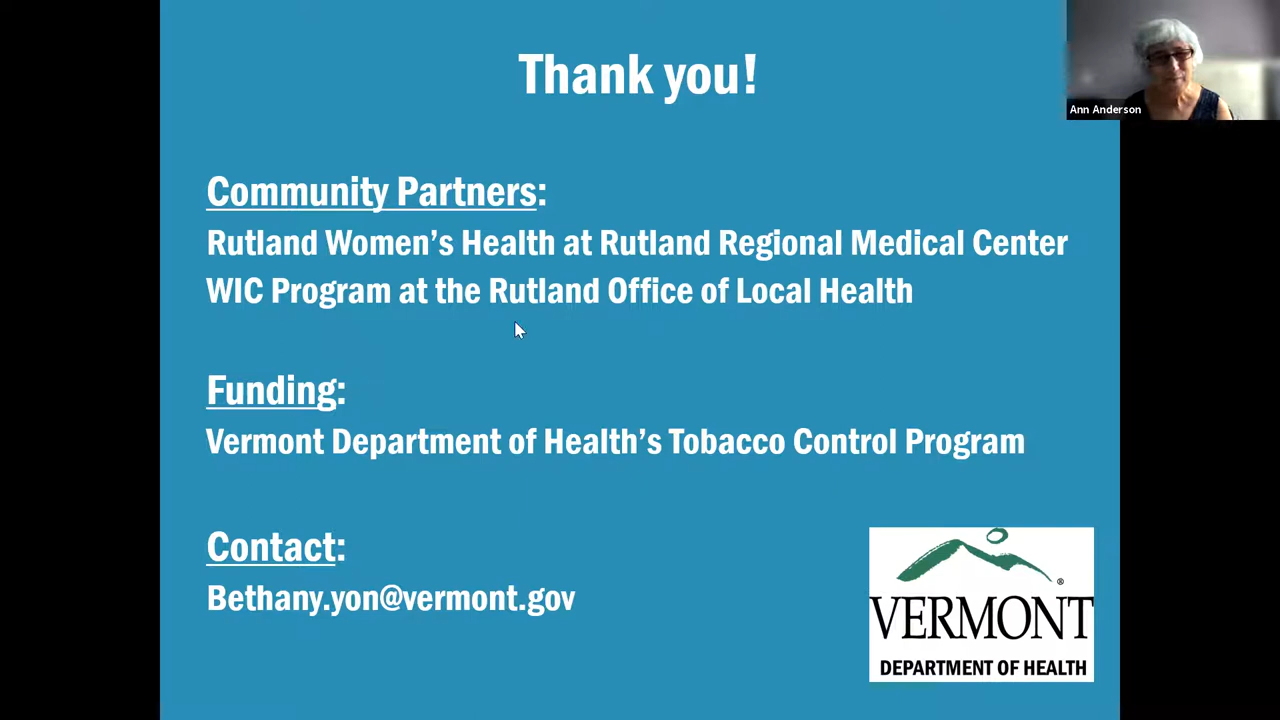 Thank you!
Ann Anderson
Community Partners:
Rutland Women’s Health at Rutland Regional Medical Center
WIC Program at the Rutland Office of Local Health
Funding:
Vermont Department of Health’s Tobacco Control Program
Contact:
Bethany.yon@vermont.gov
®
VERMONT
DEPARTMENT OF HEALTH